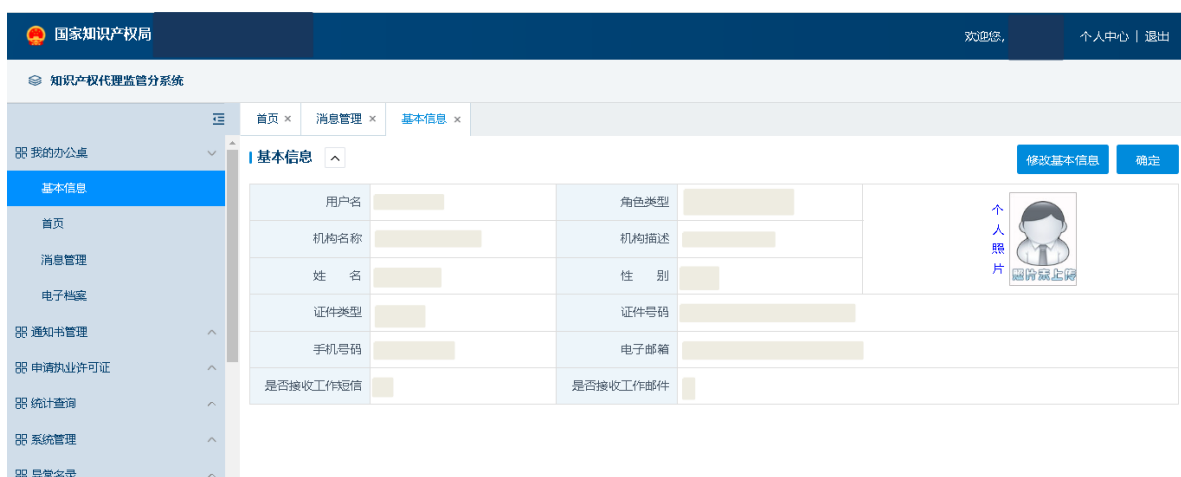 国家知识产权局
欢迎您, 个人中心 | 退出
知识产权代理监管分系统
首页 × 消息管理 × 基本信息 ×
我的办公桌
基本信息 修改基本信息 确定
基本信息
用户名 角色类型
首页
机构名称 机构描述
个人照片
消息管理
姓 名 性 别
照片未上传
电子档案
证件类型 证件号码
通知书管理
手机号码 电子邮箱
申请执业许可证
是否接收工作短信 是否接收工作邮件
统计查询
系统管理
异常名录